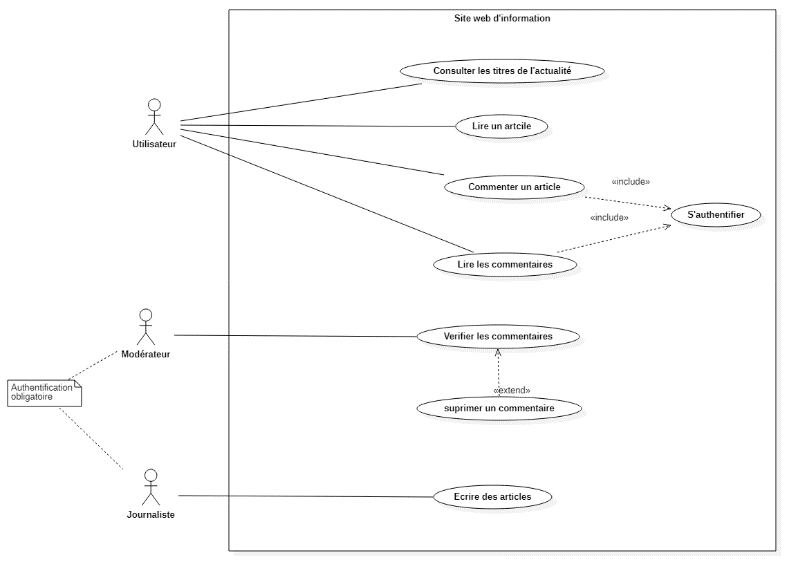 Site web d'information
Consulter les titres de l'actualité
Lire un artcile
Utilisateur
Commenter un article
«include»
S'authentifier
«include»
Lire les commentaires
Verifier les commentaires
Modérateur
Authentification
obligatoire
«extend»
suprimer un commentaire
Ecrire des articles
Journaliste